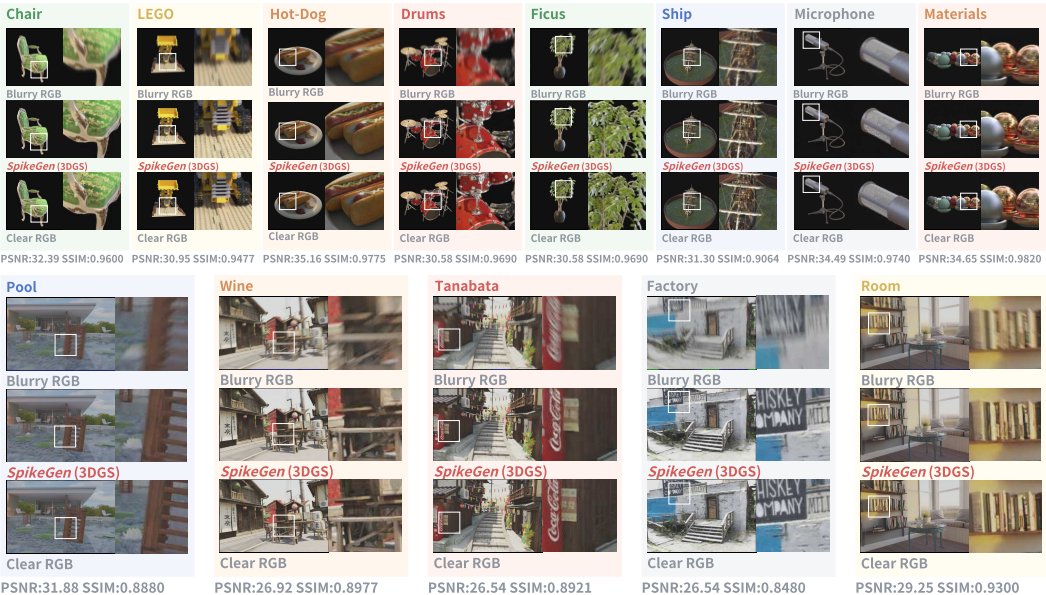 Chair LEGO Hot-Dog Drums Ficus Ship Microphone Materials
Blurry RGB Blurry RGB Blurry RGB Blurry RGB Blurry RGB Blurry RGB Blurry RGB Blurry RGB
SpikeGen (3DGS) SpikeGen (3DGS) SpikeGen (3DGS) SpikeGen (3DGS) SpikeGen (3DGS) SpikeGen (3DGS) SpikeGen (3DGS) SpikeGen (3DGS)
Clear RGB Clear RGB Clear RGB Clear RGB Clear RGB Clear RGB Clear RGB Clear RGB
PSNR:32.39 SSIM:0.9600 PSNR:30.95 SSIM:0.9477 PSNR:35.16 SSIM:0.9775 PSNR:30.58 SSIM:0.9690 PSNR:30.58 SSIM:0.9690 PSNR:31.30 SSIM:0.9064 PSNR:34.49 SSIM:0.9740 PSNR:34.65 SSIM:0.9820
Pool Wine Tanabata Factory Room
Blurry RGB Blurry RGB Blurry RGB Blurry RGB Blurry RGB
Coca-Cola
HISKEY
OMPANY
SpikeGen (3DGS) SpikeGen (3DGS) SpikeGen (3DGS) SpikeGen (3DGS) SpikeGen (3DGS)
Coca-Cola
HISKEY
OMPANY
Clear RGB Clear RGB Clear RGB Clear RGB Clear RGB
PSNR:31.88 SSIM:0.8880 PSNR:26.92 SSIM:0.8977 PSNR:26.54 SSIM:0.8921 PSNR:26.54 SSIM:0.8480 PSNR:29.25 SSIM:0.9300